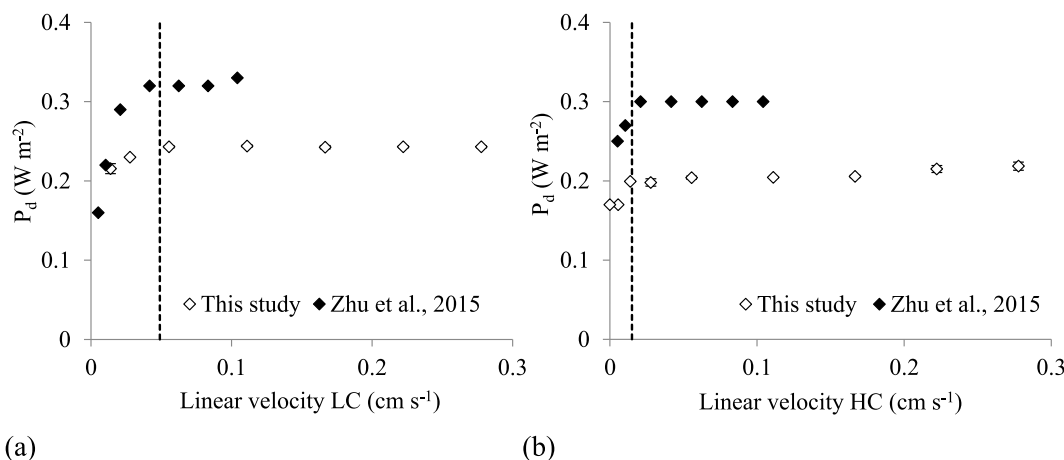 0.4
0.3
0.2
0.1
0
P_d (W m⁻²)
◇ This study ◆ Zhu et al., 2015
0 0.1 0.2 0.3
Linear velocity LC (cm s⁻¹)
(a)
0.4
0.3
0.2
0.1
0
P_d (W m⁻²)
◇ This study ◆ Zhu et al., 2015
0 0.1 0.2 0.3
Linear velocity HC (cm s⁻¹)
(b)